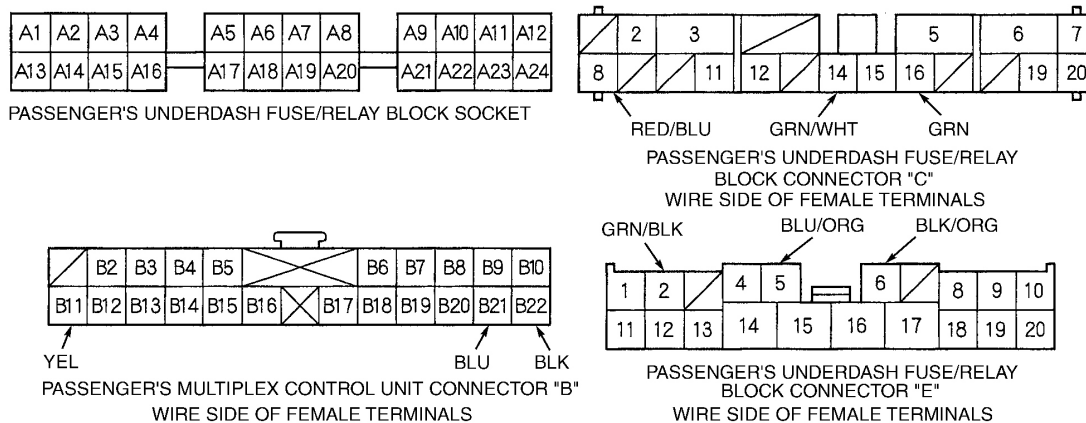 A1 A2 A3 A4 A5 A6 A7 A8 A9 A10 A11 A12
A13 A14 A15 A16 A17 A18 A19 A20 A21 A22 A23 A24
PASSENGER'S UNDERDASH FUSE/RELAY BLOCK SOCKET
2 3 5 6 7
8 11 12 14 15 16 19 20
RED/BLU GRN/WHT GRN
PASSENGER'S UNDERDASH FUSE/RELAY
BLOCK CONNECTOR "C"
WIRE SIDE OF FEMALE TERMINALS
B2 B3 B4 B5 B6 B7 B8 B9 B10
B11 B12 B13 B14 B15 B16 B17 B18 B19 B20 B21 B22
YEL BLU BLK
PASSENGER'S MULTIPLEX CONTROL UNIT CONNECTOR "B"
WIRE SIDE OF FEMALE TERMINALS
GRN/BLK BLU/ORG BLK/ORG
1 2 4 5 6 8 9 10
11 12 13 14 15 16 17 18 19 20
PASSENGER'S UNDERDASH FUSE/RELAY
BLOCK CONNECTOR "E"
WIRE SIDE OF FEMALE TERMINALS